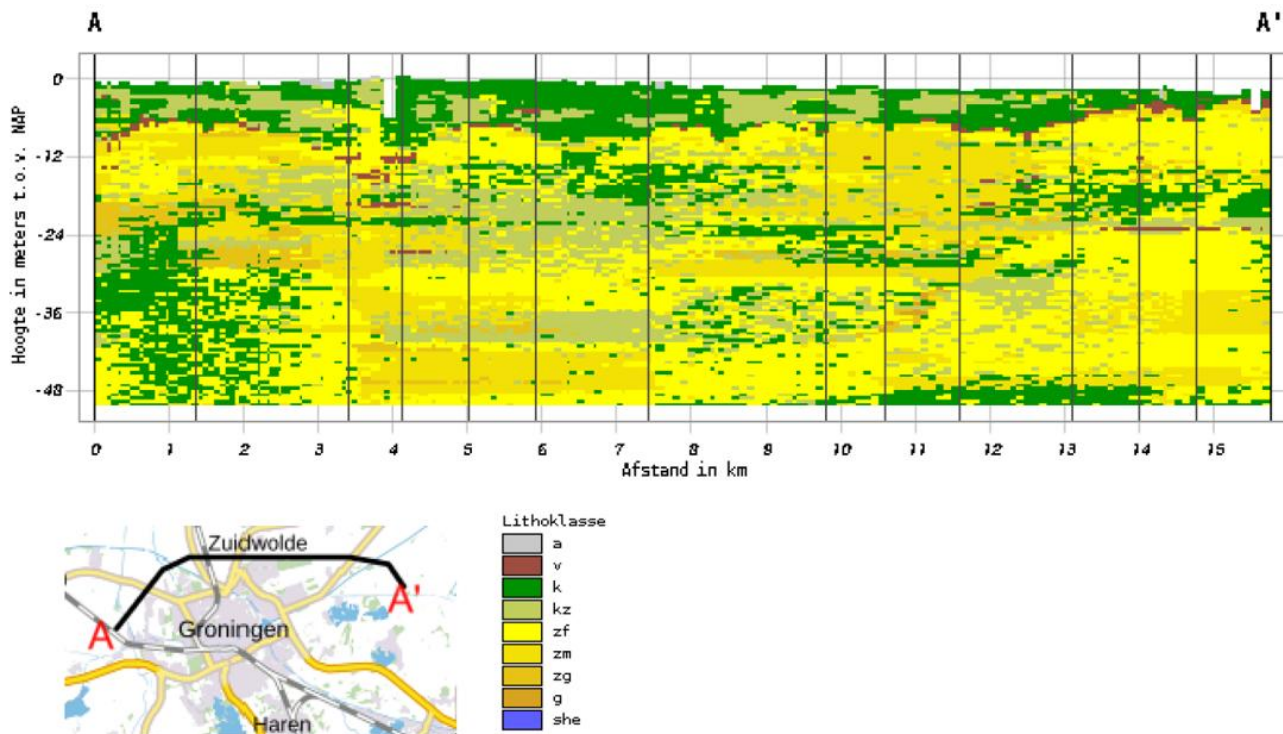 A A'
0
-12
-24
-36
-48
Hoogte in meters t.o.v. NAP
0 1 2 3 4 5 6 7 8 9 10 11 12 13 14 15
Afstand in km
Zuidwolde
A A'
Groningen
Haren
Lithoklasse
a
v
k
kz
zf
zm
zg
g
she